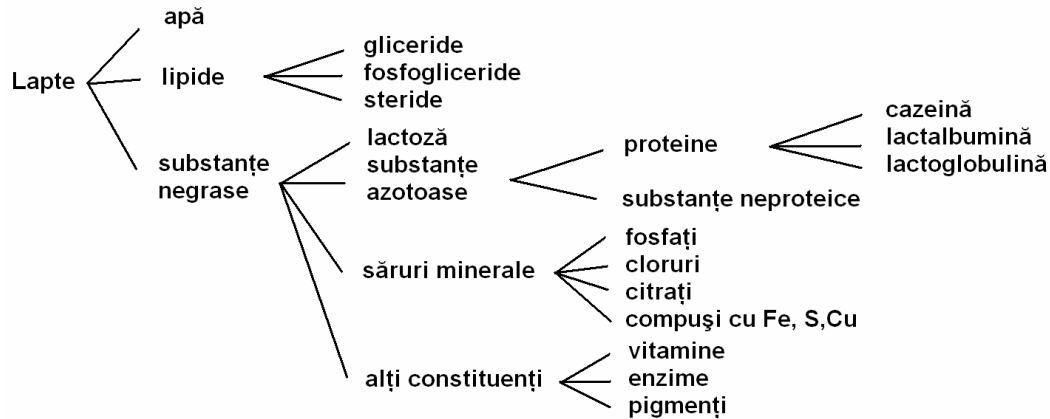 apă
Lapte
lipide
gliceride
fosfogliceride
steride
substanțe
negrase
lactoză
substanțe
azotoase
proteine
cazeină
lactalbumină
lactoglobulină
substanțe neproteice
săruri minerale
fosfați
cloruri
citrați
compuşi cu Fe, S,Cu
alți constituenți
vitamine
enzime
pigmenți